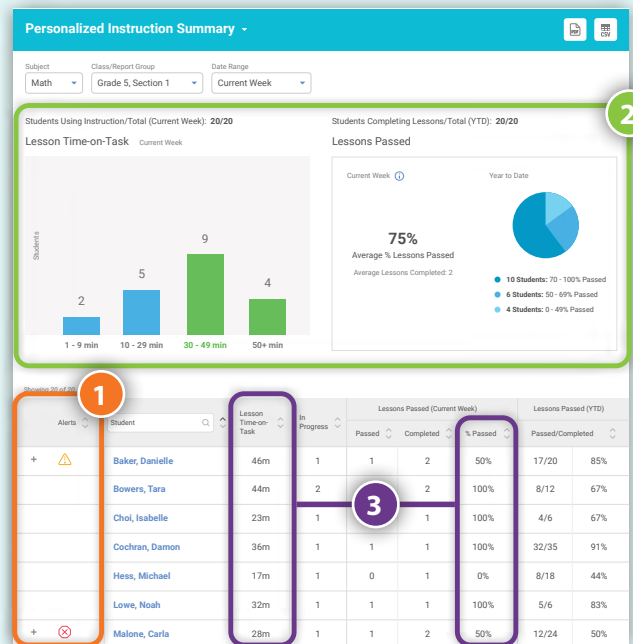 Personalized Instruction Summary
PDF
CSV
Subject Class/Report Group Date Range
Math Grade 5, Section 1 Current Week
2
Students Using Instruction/Total (Current Week): 20/20
Students Completing Lessons/Total (YTD): 20/20
Lesson Time-on-Task Current Week
Lessons Passed
Students
2
5
9
4
1 - 9 min 10 - 29 min 30 - 49 min 50+ min
Current Week
75%
Average % Lessons Passed
Average Lessons Completed: 2
Year to Date
10 Students: 70 - 100% Passed
6 Students: 50 - 69% Passed
4 Students: 0 - 49% Passed
Showing 20 of 20
1
Alerts
Student
Lesson
Time-on-
Task
In
Progress
Lessons Passed (Current Week)
Lessons Passed (YTD)
Passed Completed % Passed Passed/Completed
+ Baker, Danielle 46m 1 1 2 50% 17/20 85%
Bowers, Tara 44m 2 2 100% 8/12 67%
3
Choi, Isabelle 23m 1 1 100% 4/6 67%
Cochran, Damon 36m 1 1 1 100% 32/35 91%
Hess, Michael 17m 1 0 1 0% 8/18 44%
Lowe, Noah 32m 1 1 1 100% 5/6 83%
+ Malone, Carla 28m 1 1 2 50% 12/24 50%